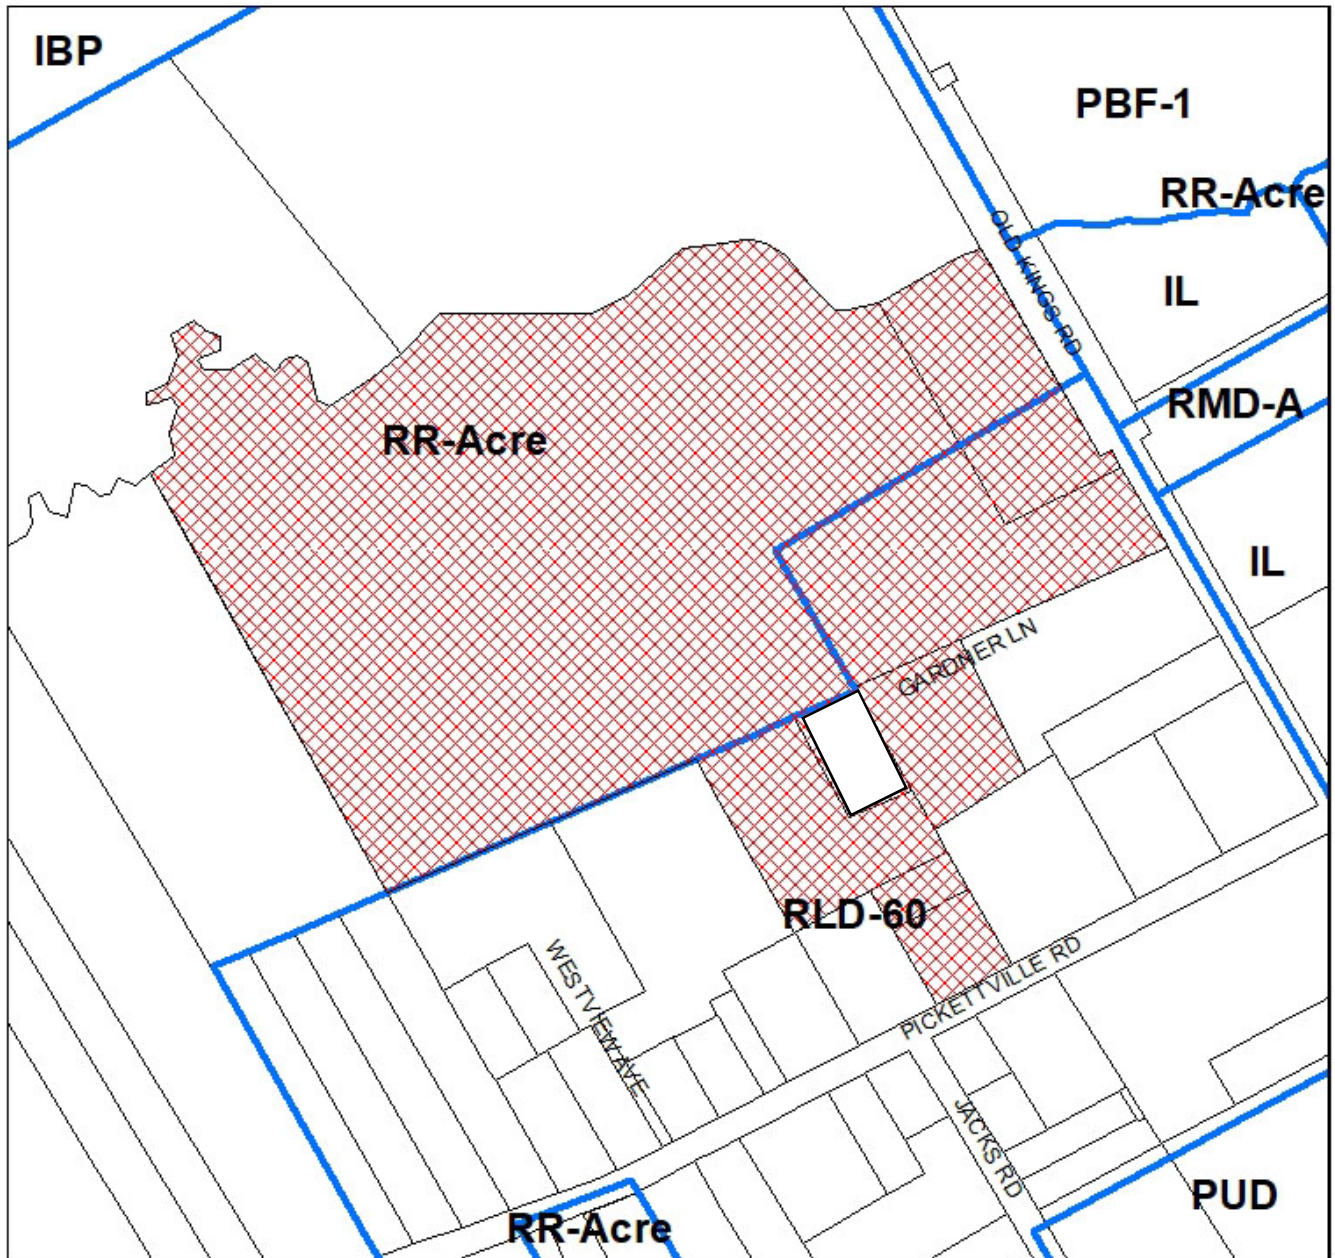 IBP
PBF-1
RR-Acre
OLD KINGS RD
IL
RMD-A
RR-Acre
IL
GARDNER LN
RLD-60
WESTVIEW AVE
PICKETTVILLE RD
JACKS RD
PUD
RR-Acre